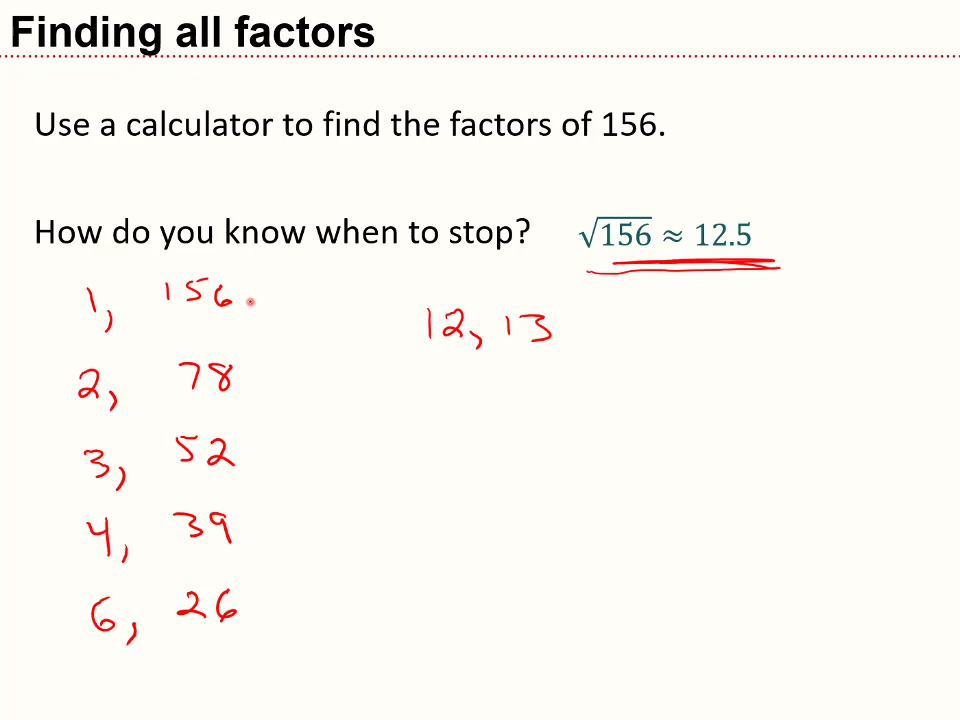 Finding all factors
Use a calculator to find the factors of 156.
How do you know when to stop? √156 ≈ 12.5
1, 156
12, 13
2, 78
3, 52
4, 39
6, 26